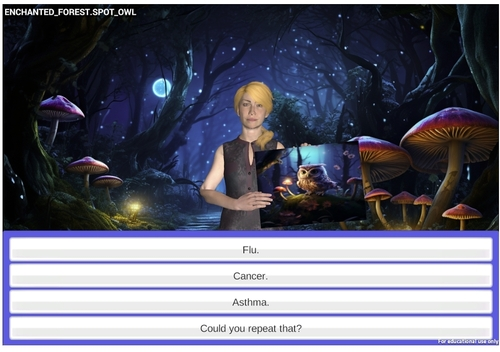 ENCHANTED_FOREST.SPOT_OWL
Flu.
Cancer.
Asthma.
Could you repeat that?
For educational use only